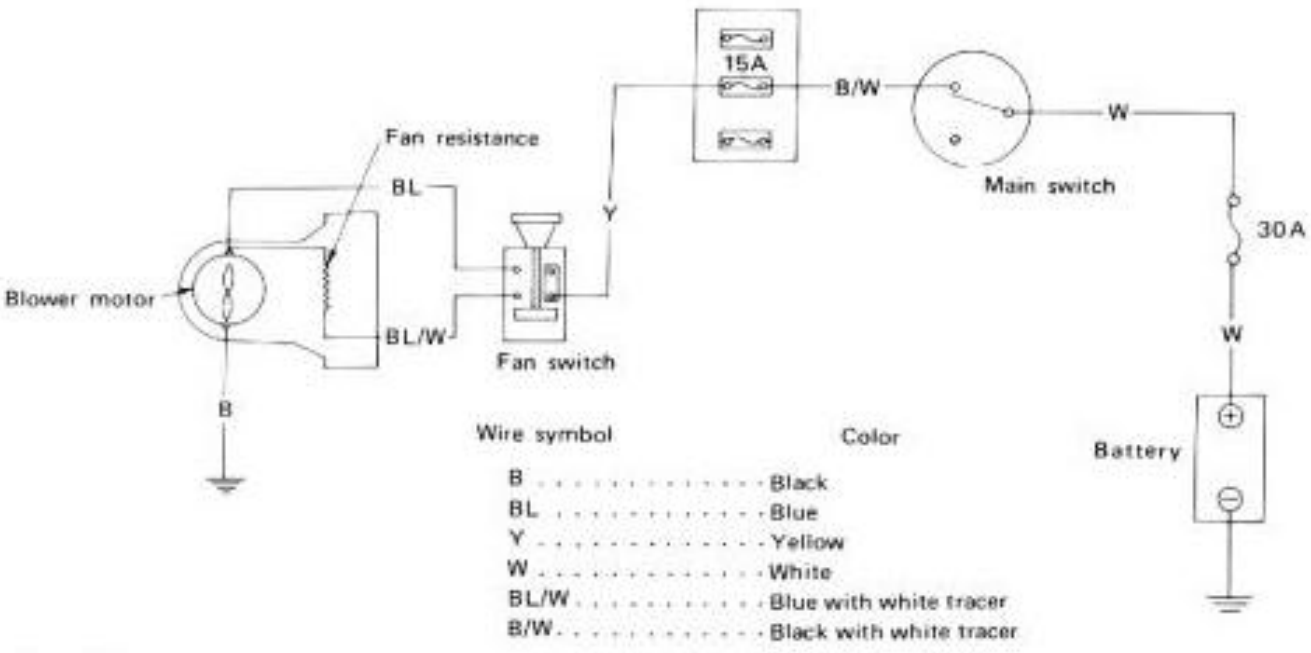 15A
B/W
W
Fan resistance
BL
Main switch
Y
30A
Blower motor
BL/W
W
Fan switch
B
Wire symbol Color
Battery
B . . . . . . . . . . . . . Black
BL . . . . . . . . . . . . Blue
Y . . . . . . . . . . . . . Yellow
W . . . . . . . . . . . . . White
BL/W . . . . . . . . . . Blue with white tracer
B/W . . . . . . . . . . . Black with white tracer